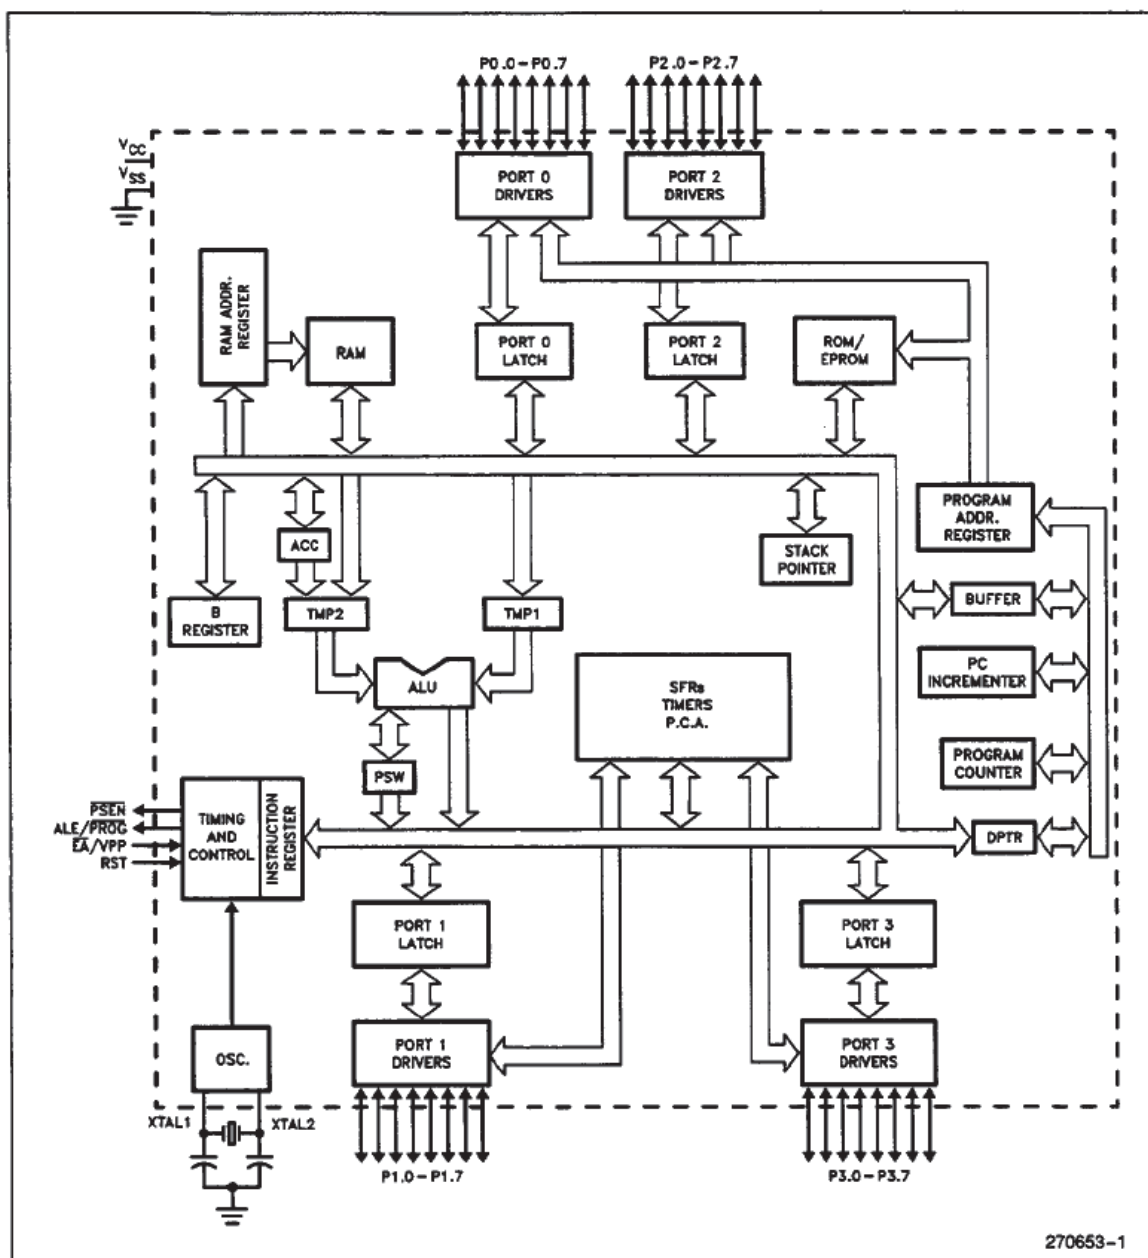 P0.0-P0.7
P2.0-P2.7
VCC
VSS
PORT 0
DRIVERS
PORT 2
DRIVERS
RAM ADDR.
REGISTER
RAM
PORT 0
LATCH
PORT 2
LATCH
ROM/
EPROM
PROGRAM
ADDR.
REGISTER
ACC
STACK
POINTER
B
REGISTER
TMP2
TMP1
BUFFER
ALU
SFRs
TIMERS
P.C.A.
PC
INCREMENTER
PSW
PROGRAM
COUNTER
PSEN
ALE/PROG
EA/VPP
RST
TIMING
AND
CONTROL
INSTRUCTION
REGISTER
DPTR
PORT 1
LATCH
PORT 3
LATCH
OSC.
PORT 1
DRIVERS
PORT 3
DRIVERS
XTAL1
XTAL2
P1.0-P1.7
P3.0-P3.7
270653-1